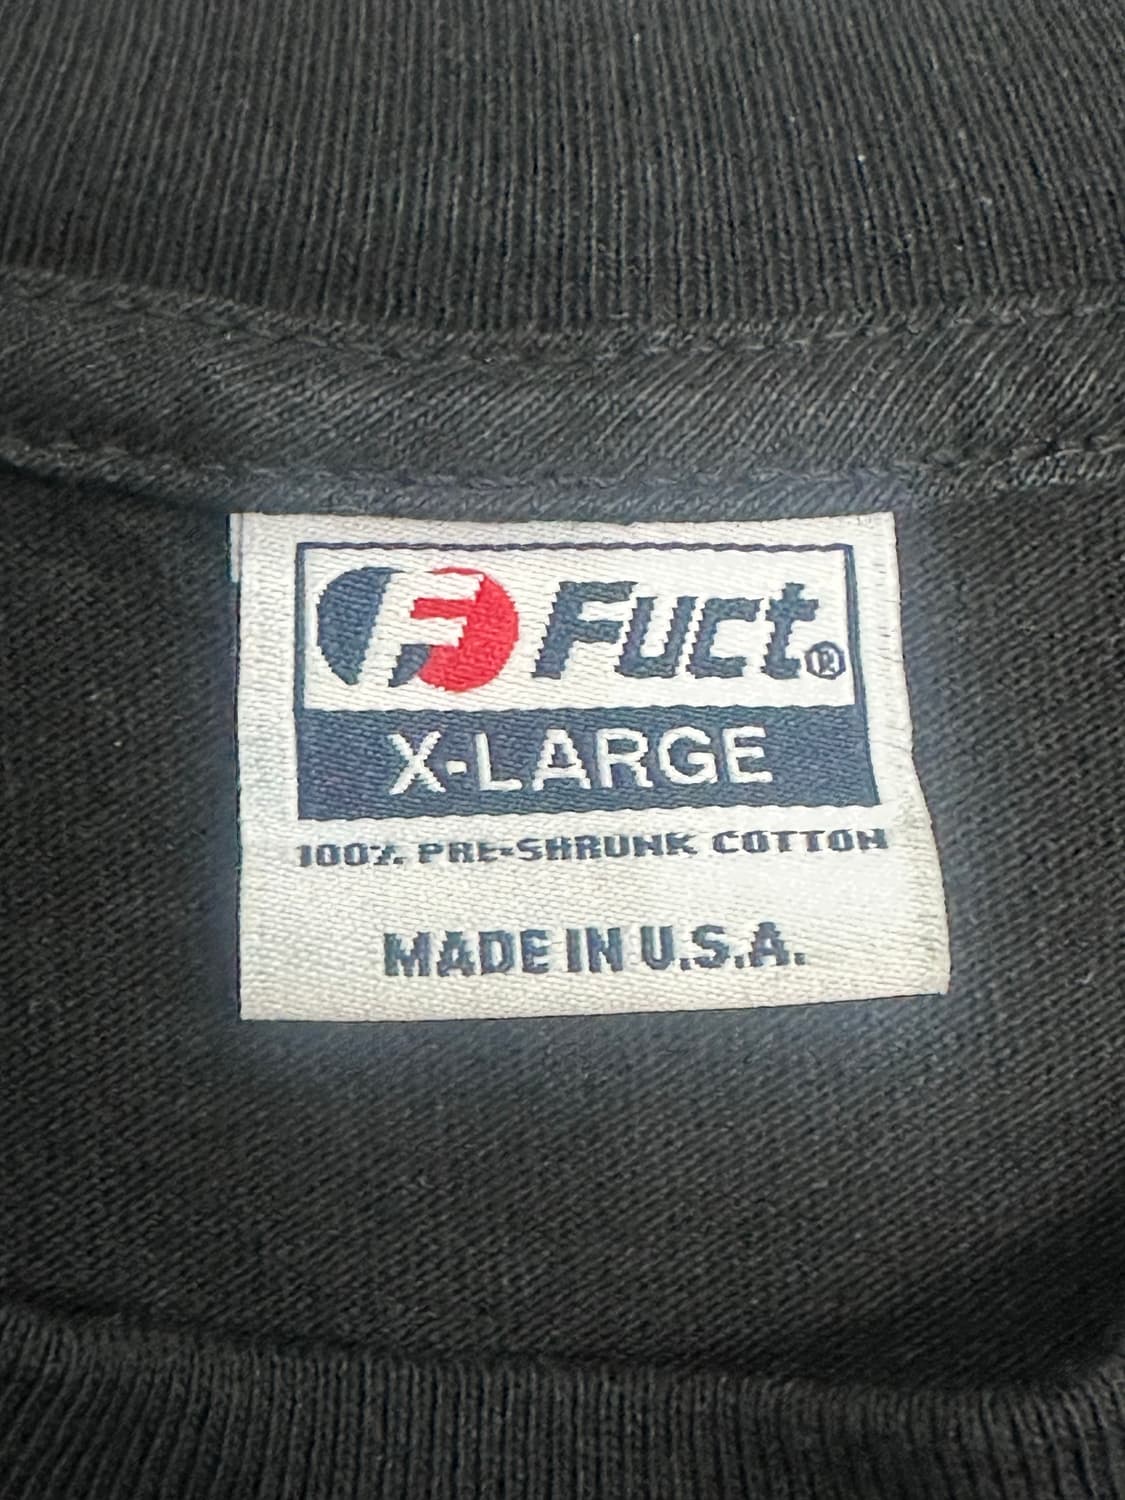 F Fuct®
X-LARGE
100% PRE-SHRUNK COTTON
MADE IN U.S.A.